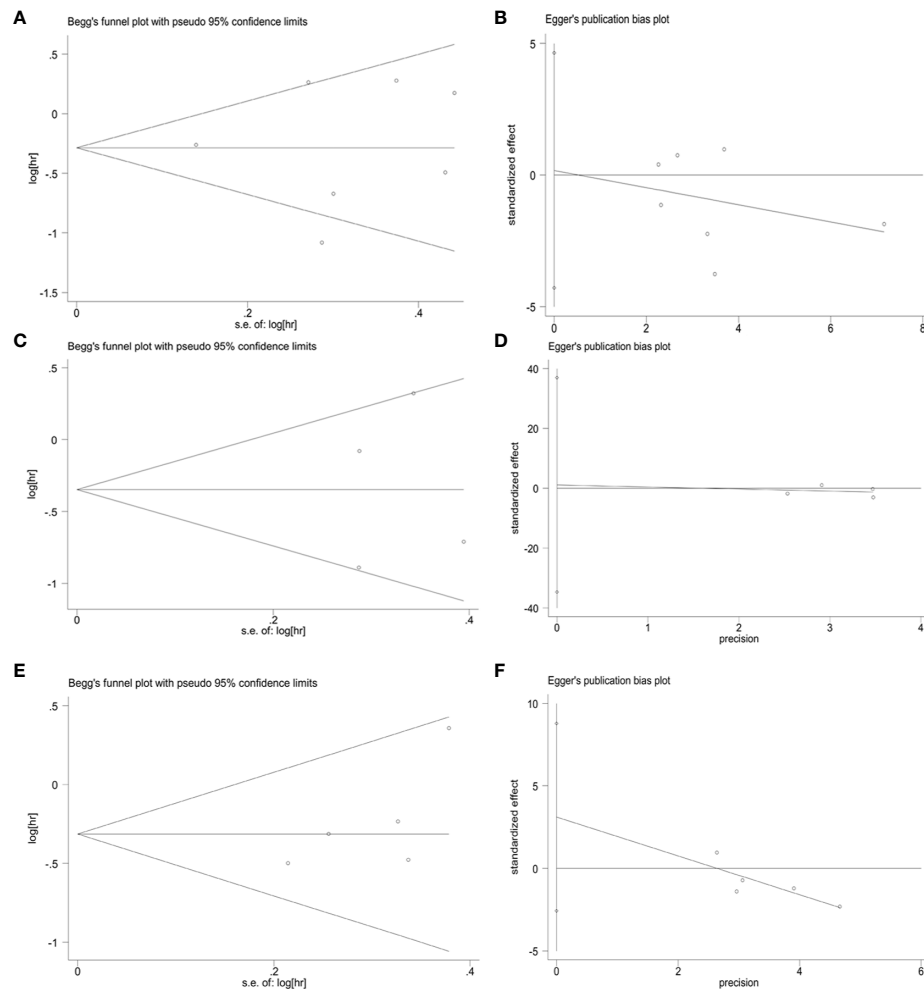 A
Begg's funnel plot with pseudo 95% confidence limits
.5
0
-.5
-1
-1.5
log[hr]
0
.2
.4
s.e. of: log[hr]
B
Egger's publication bias plot
5
0
-5
standardized effect
0
2
4
6
8
C
Begg's funnel plot with pseudo 95% confidence limits
.5
0
-.5
-1
log[hr]
0
.2
.4
s.e. of: log[hr]
D
Egger's publication bias plot
40
20
0
-20
-40
standardized effect
0
1
2
3
4
precision
E
Begg's funnel plot with pseudo 95% confidence limits
.5
0
-.5
-1
log[hr]
0
.2
.4
s.e. of: log[hr]
F
Egger's publication bias plot
10
5
0
-5
standardized effect
0
2
4
6
precision